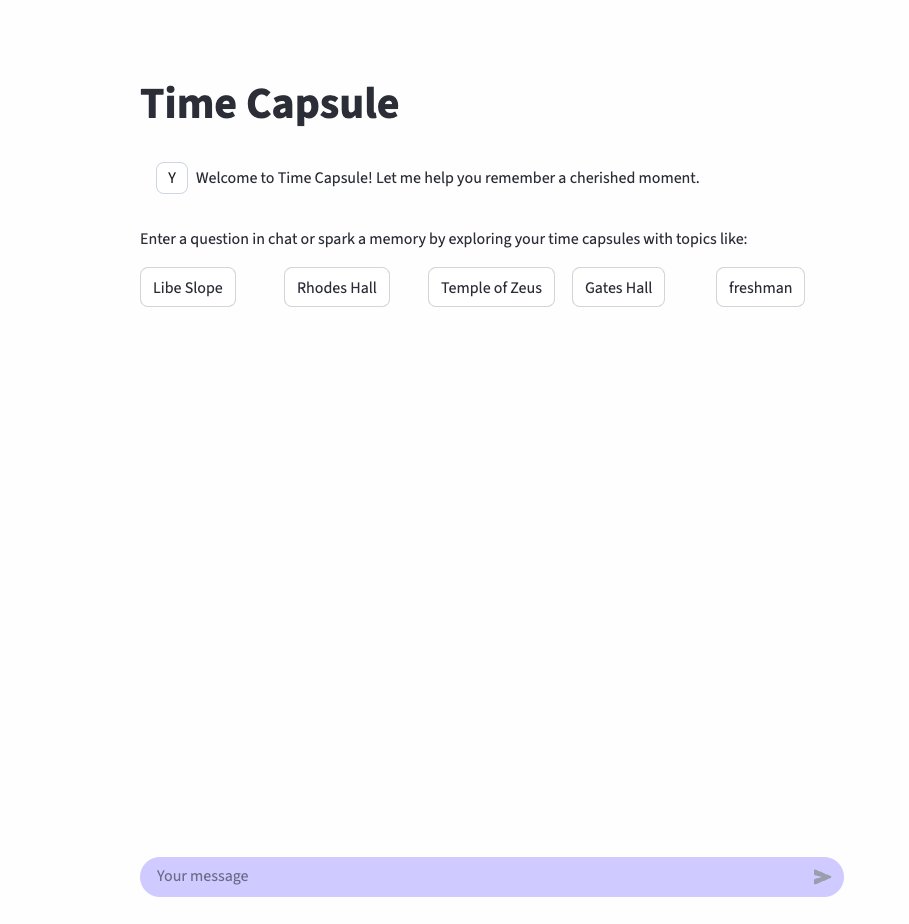 Time Capsule
Y Welcome to Time Capsule! Let me help you remember a cherished moment.
Enter a question in chat or spark a memory by exploring your time capsules with topics like:
Libe Slope Rhodes Hall Temple of Zeus Gates Hall freshman
Your message